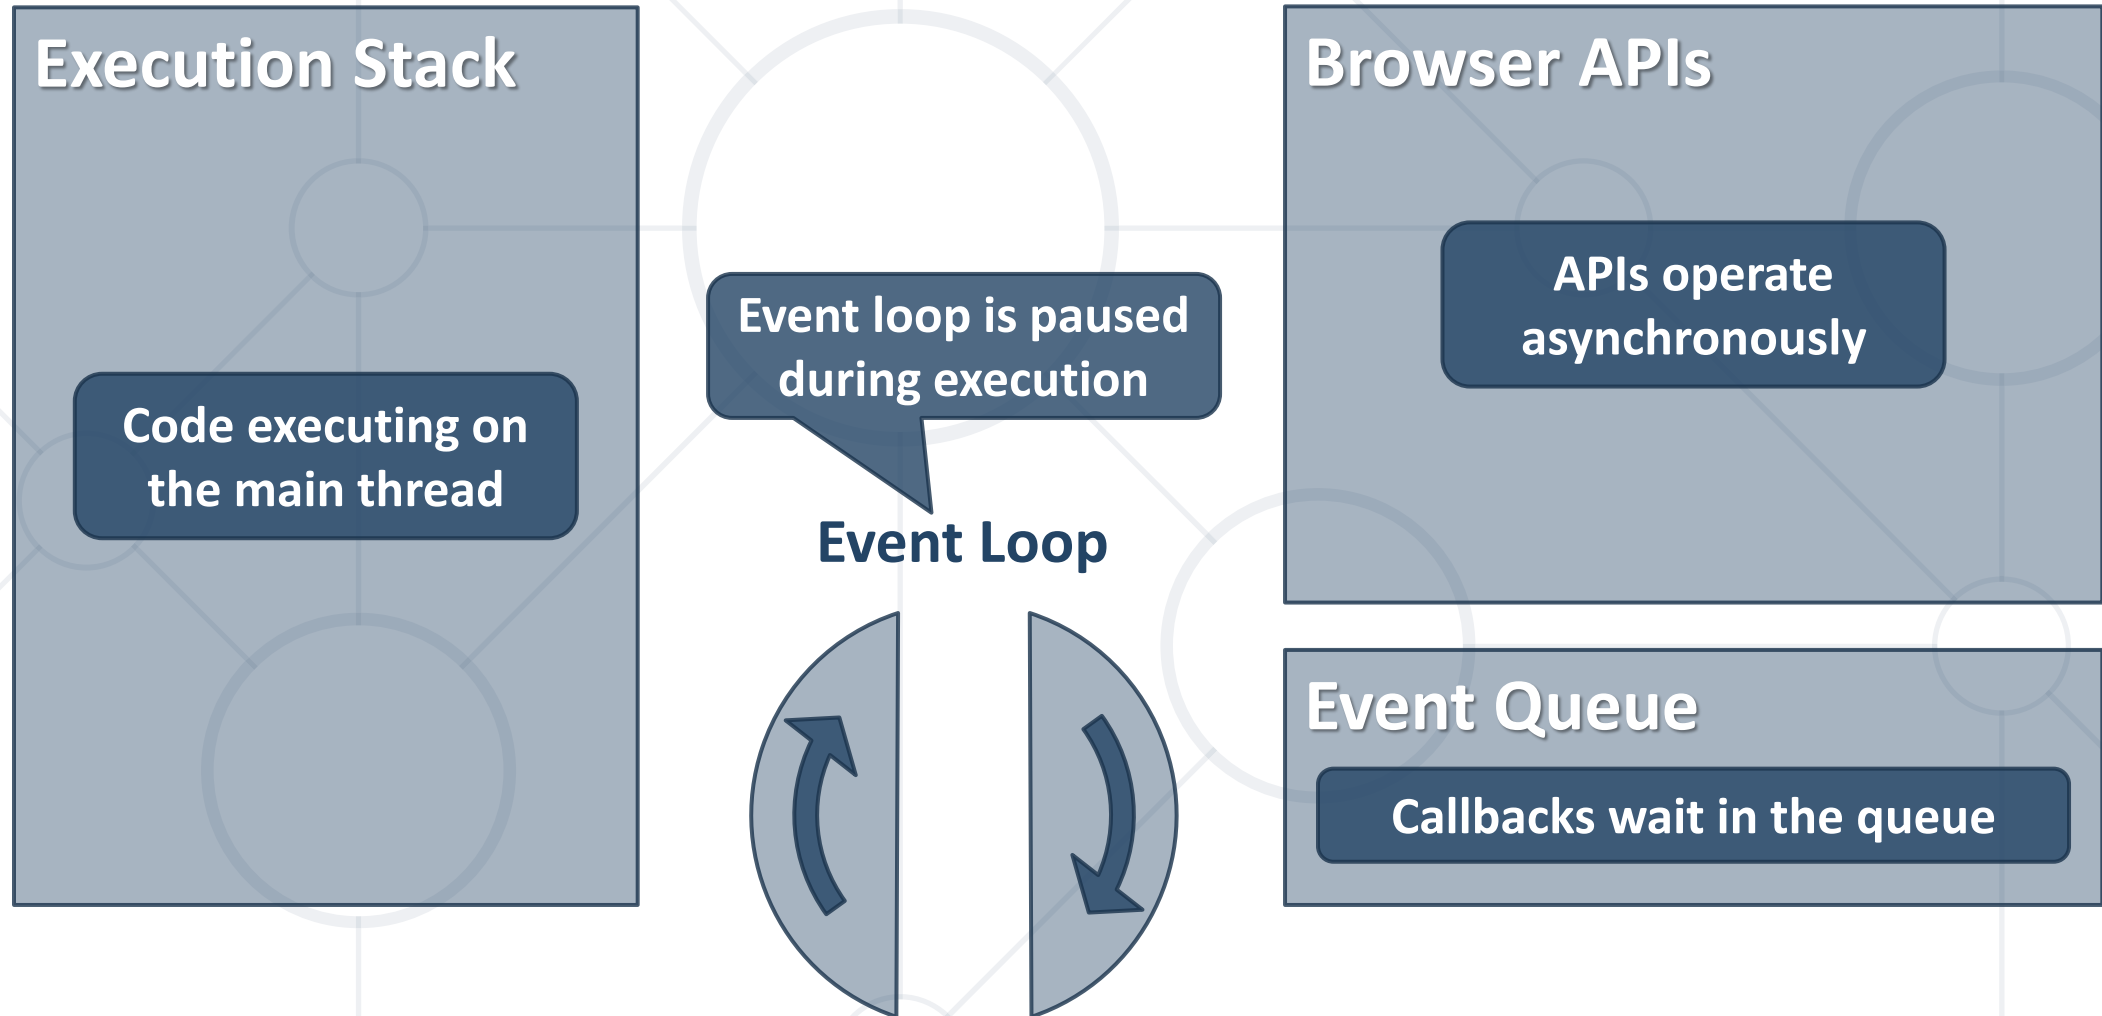 Execution Stack
Code executing on
the main thread
Event loop is paused
during execution
Event Loop
Browser APIs
APIs operate
asynchronously
Event Queue
Callbacks wait in the queue